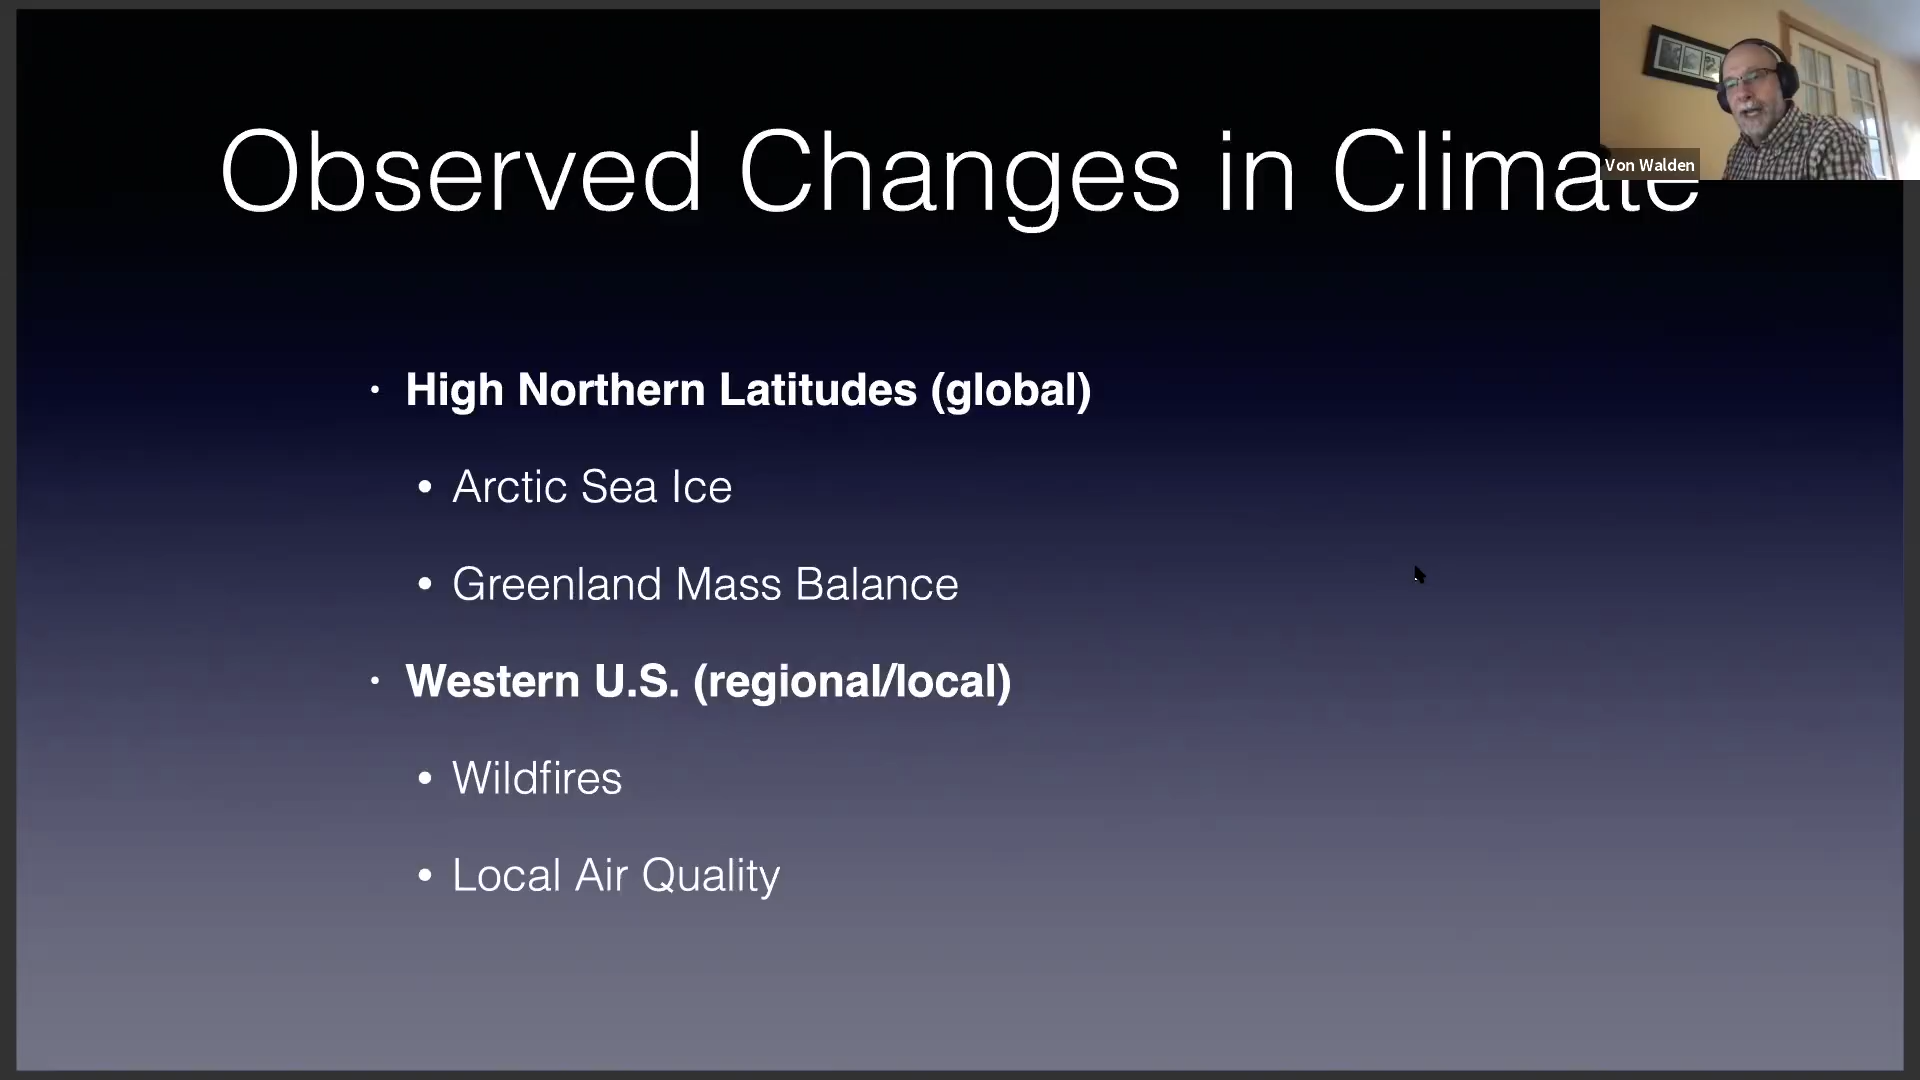 Observed Changes in Climate
Von Walden
• High Northern Latitudes (global)
• Arctic Sea Ice
• Greenland Mass Balance
• Western U.S. (regional/local)
• Wildfires
• Local Air Quality